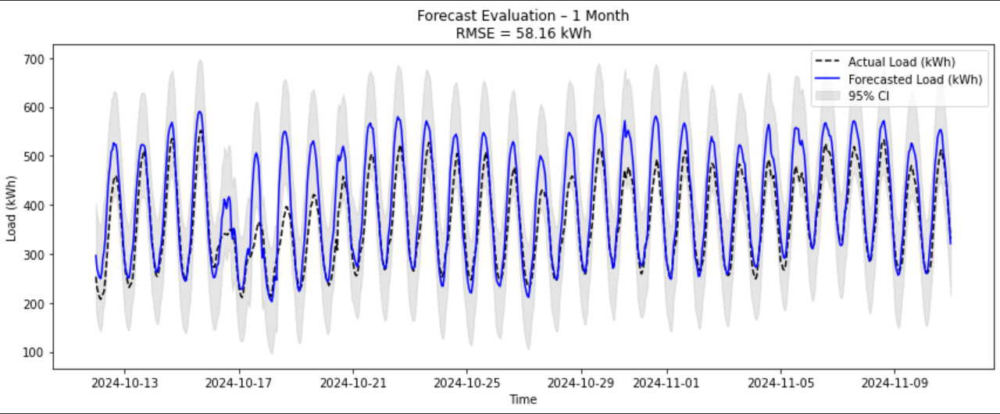 Forecast Evaluation – 1 Month
RMSE = 58.16 kWh
700
600
500
400
300
200
100
Load (kWh)
Actual Load (kWh)
Forecasted Load (kWh)
95% CI
2024-10-13 2024-10-17 2024-10-21 2024-10-25 2024-10-29 2024-11-01 2024-11-05 2024-11-09
Time